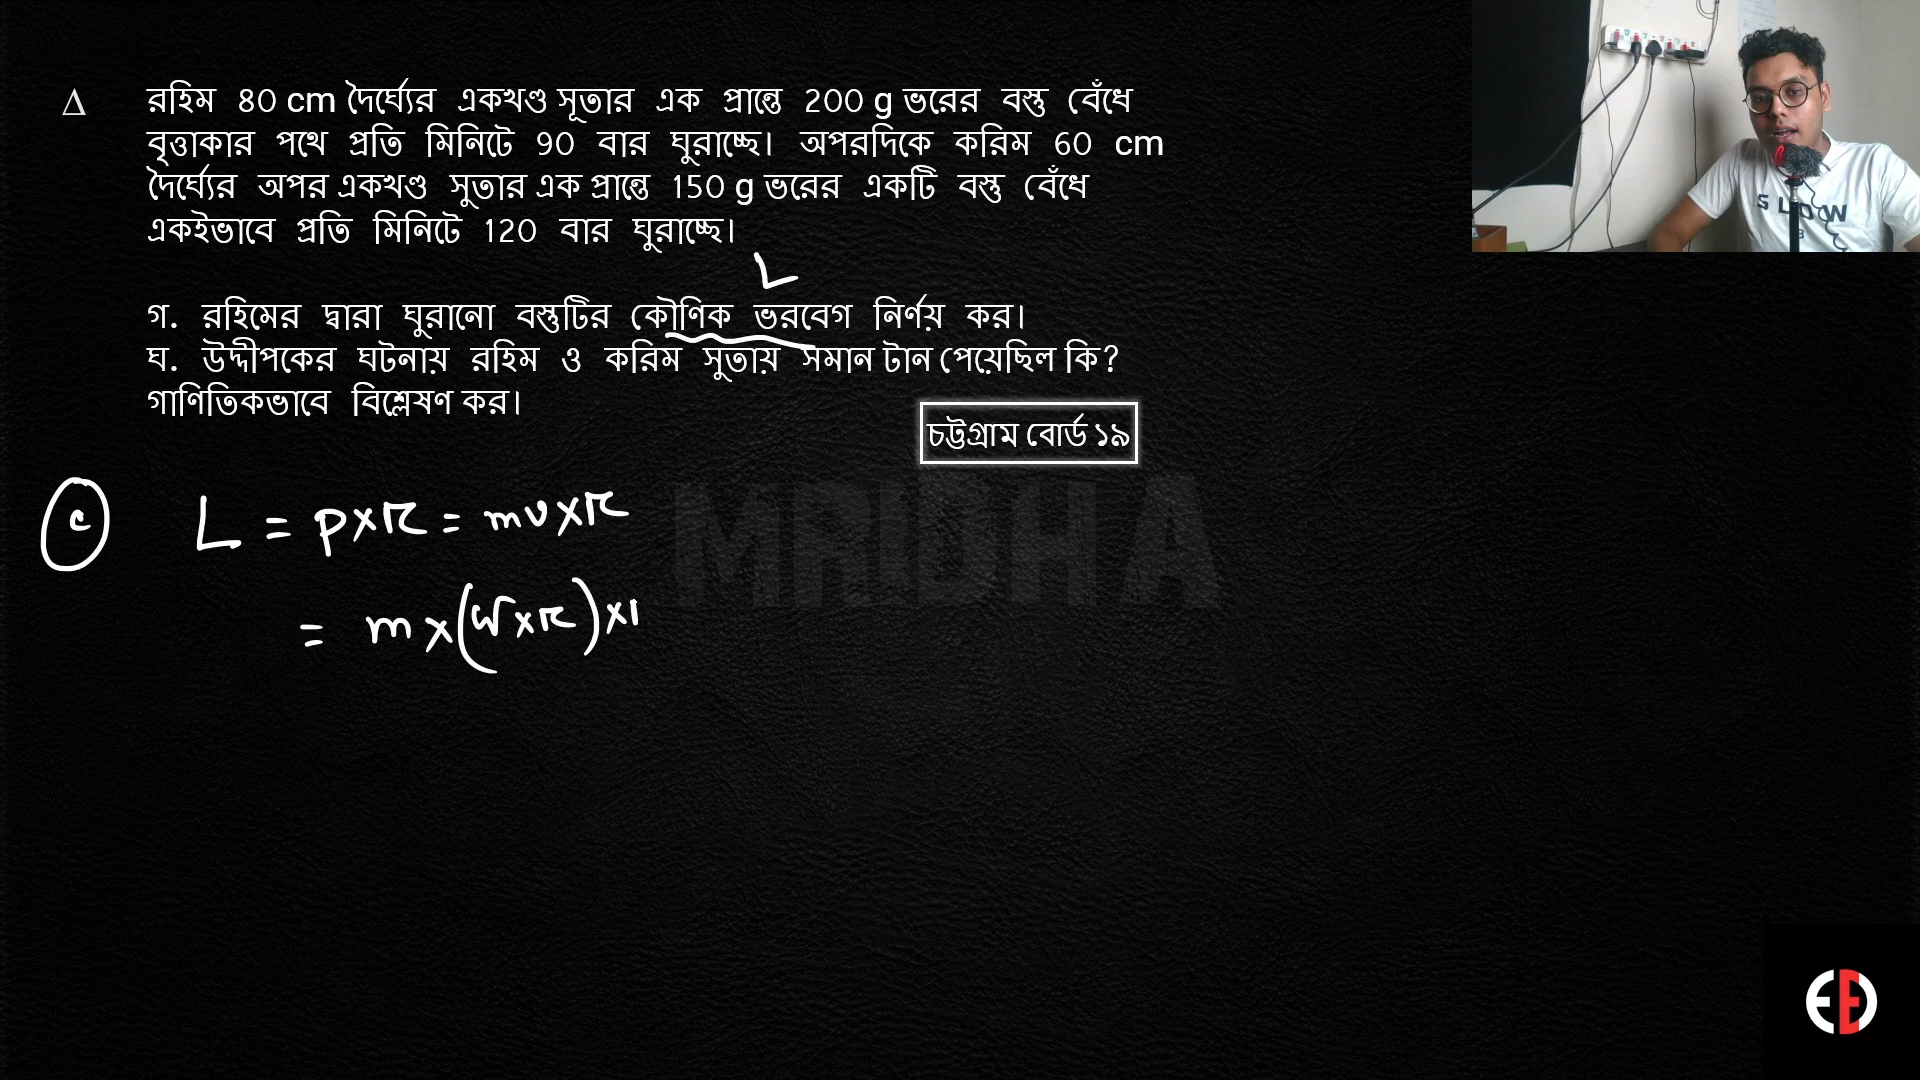 Δ রহিম 80 cm দৈর্ঘ্যের একখণ্ড সূতার এক প্রান্তে 200 g ভরের বস্তু বেঁধে
বৃত্তাকার পথে প্রতি মিনিটে 90 বার ঘুরাচ্ছে। অপরদিকে করিম 60 cm
দৈর্ঘ্যের অপর একখণ্ড সুতার এক প্রান্তে 150 g ভরের একটি বস্তু বেঁধে
একইভাবে প্রতি মিনিটে 120 বার ঘুরাচ্ছে।
L
গ. রহিমের দ্বারা ঘুরানো বস্তুটির কৌণিক ভরবেগ নির্ণয় কর।
ঘ. উদ্দীপকের ঘটনায় রহিম ও করিম সুতায় সমান টান পেয়েছিল কি?
গাণিতিকভাবে বিশ্লেষণ কর।
চট্টগ্রাম বোর্ড ১৯
c L = p×r = mv×r
= m×(ω×r)×
MRIDHA
SLOW